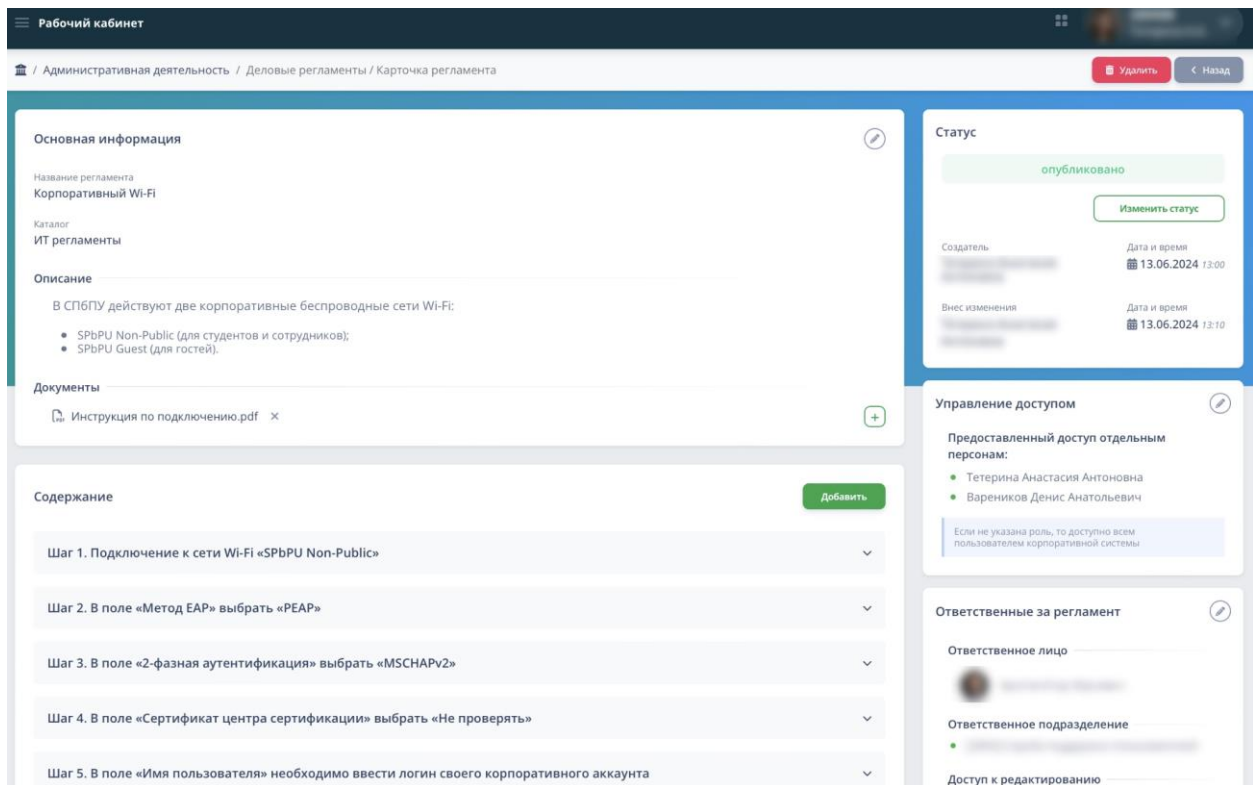 Рабочий кабинет
/ Административная деятельность / Деловые регламенты / Карточка регламента
Удалить
Назад
Основная информация
Название регламента
Корпоративный Wi-Fi
Каталог
ИТ регламенты
Описание
В СПбПУ действуют две корпоративные беспроводные сети Wi-Fi:
SPbPU Non-Public (для студентов и сотрудников);
SPbPU Guest (для гостей).
Документы
Инструкция по подключению.pdf
Содержание
Добавить
Шаг 1. Подключение к сети Wi-Fi «SPbPU Non-Public»
Шаг 2. В поле «Метод EAP» выбрать «PEAP»
Шаг 3. В поле «2-фазная аутентификация» выбрать «MSCHAPv2»
Шаг 4. В поле «Сертификат центра сертификации» выбрать «Не проверять»
Шаг 5. В поле «Имя пользователя» необходимо ввести логин своего корпоративного аккаунта
Статус
опубликовано
Изменить статус
Создатель
Дата и время
13.06.2024 13:00
Внес изменения
Дата и время
13.06.2024 13:10
Управление доступом
Предоставленный доступ отдельным
персонам:
Тетерина Анастасия Антоновна
Вареников Денис Анатольевич
Если не указана роль, то доступно всем
пользователем корпоративной системы
Ответственные за регламент
Ответственное лицо
Ответственное подразделение
Доступ к редактированию